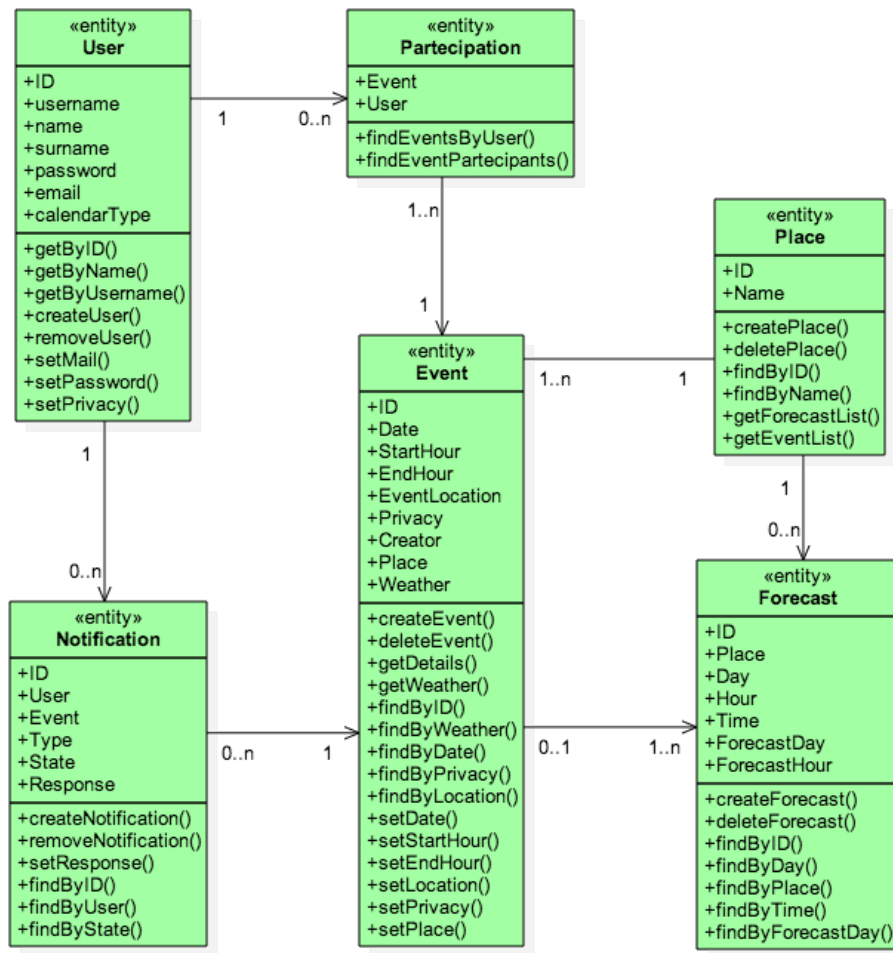 «entity»
User
+ID
+username
+name
+surname
+password
+email
+calendarType
+getByID()
+getByName()
+getByUsername()
+createUser()
+removeUser()
+setMail()
+setPassword()
+setPrivacy()
1
0..n
«entity»
Partecipation
+Event
+User
+findEventsByUser()
+findEventPartecipants()
1..n
1
«entity»
Place
+ID
+Name
+createPlace()
+deletePlace()
+findByID()
+findByName()
+getForecastList()
+getEventList()
1..n
1
«entity»
Event
+ID
+Date
+StartHour
+EndHour
+EventLocation
+Privacy
+Creator
+Place
+Weather
+createEvent()
+deleteEvent()
+getDetails()
+getWeather()
+findByID()
+findByWeather()
+findByDate()
+findByPrivacy()
+findByLocation()
+setDate()
+setStartHour()
+setEndHour()
+setLocation()
+setPrivacy()
+setPlace()
1
0..n
1
0..n
«entity»
Notification
+ID
+User
+Event
+Type
+State
+Response
+createNotification()
+removeNotification()
+setResponse()
+findByID()
+findByUser()
+findByState()
0..n
1
0..1
1..n
«entity»
Forecast
+ID
+Place
+Day
+Hour
+Time
+ForecastDay
+ForecastHour
+createForecast()
+deleteForecast()
+findByID()
+findByDay()
+findByPlace()
+findByTime()
+findByForecastDay()